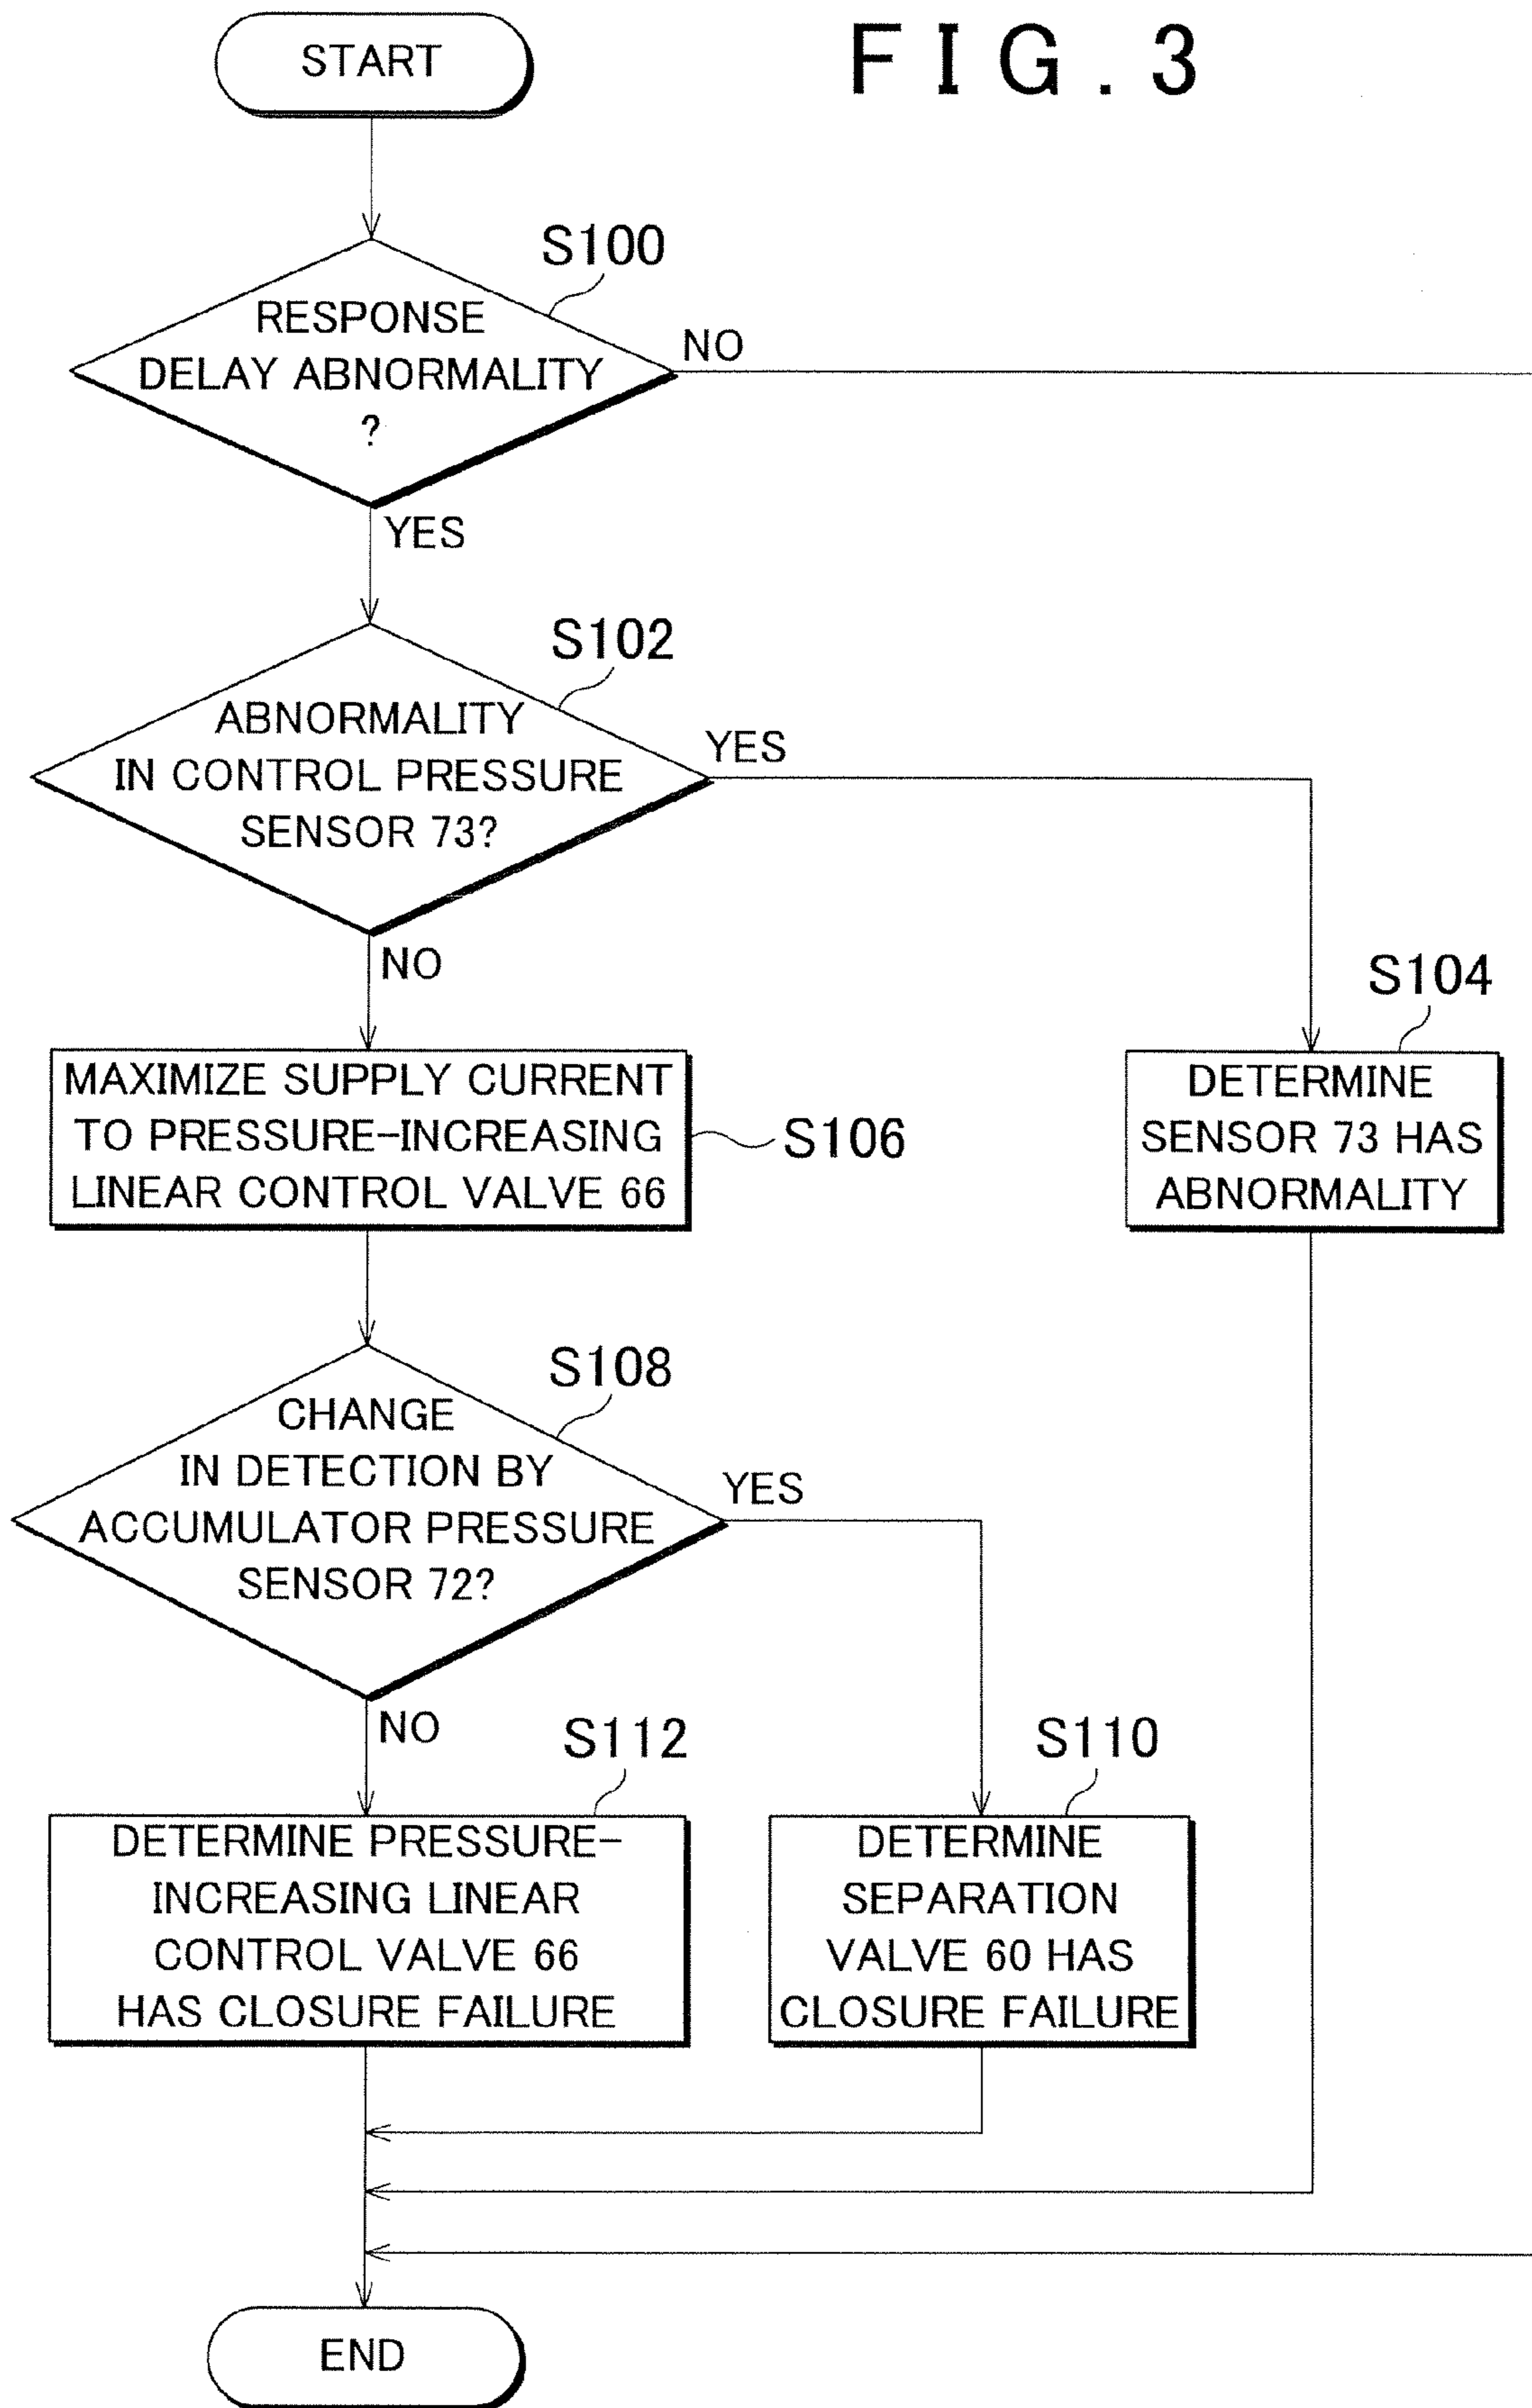 START
FIG.3
S100
RESPONSE
DELAY ABNORMALITY
?
NO
YES
S102
ABNORMALITY
IN CONTROL PRESSURE
SENSOR 73?
YES
NO
S104
DETERMINE
SENSOR 73 HAS
ABNORMALITY
MAXIMIZE SUPPLY CURRENT
TO PRESSURE-INCREASING
LINEAR CONTROL VALVE 66
S106
S108
CHANGE
IN DETECTION BY
ACCUMULATOR PRESSURE
SENSOR 72?
YES
NO
S112
DETERMINE PRESSURE-
INCREASING LINEAR
CONTROL VALVE 66
HAS CLOSURE FAILURE
S110
DETERMINE
SEPARATION
VALVE 60 HAS
CLOSURE FAILURE
END